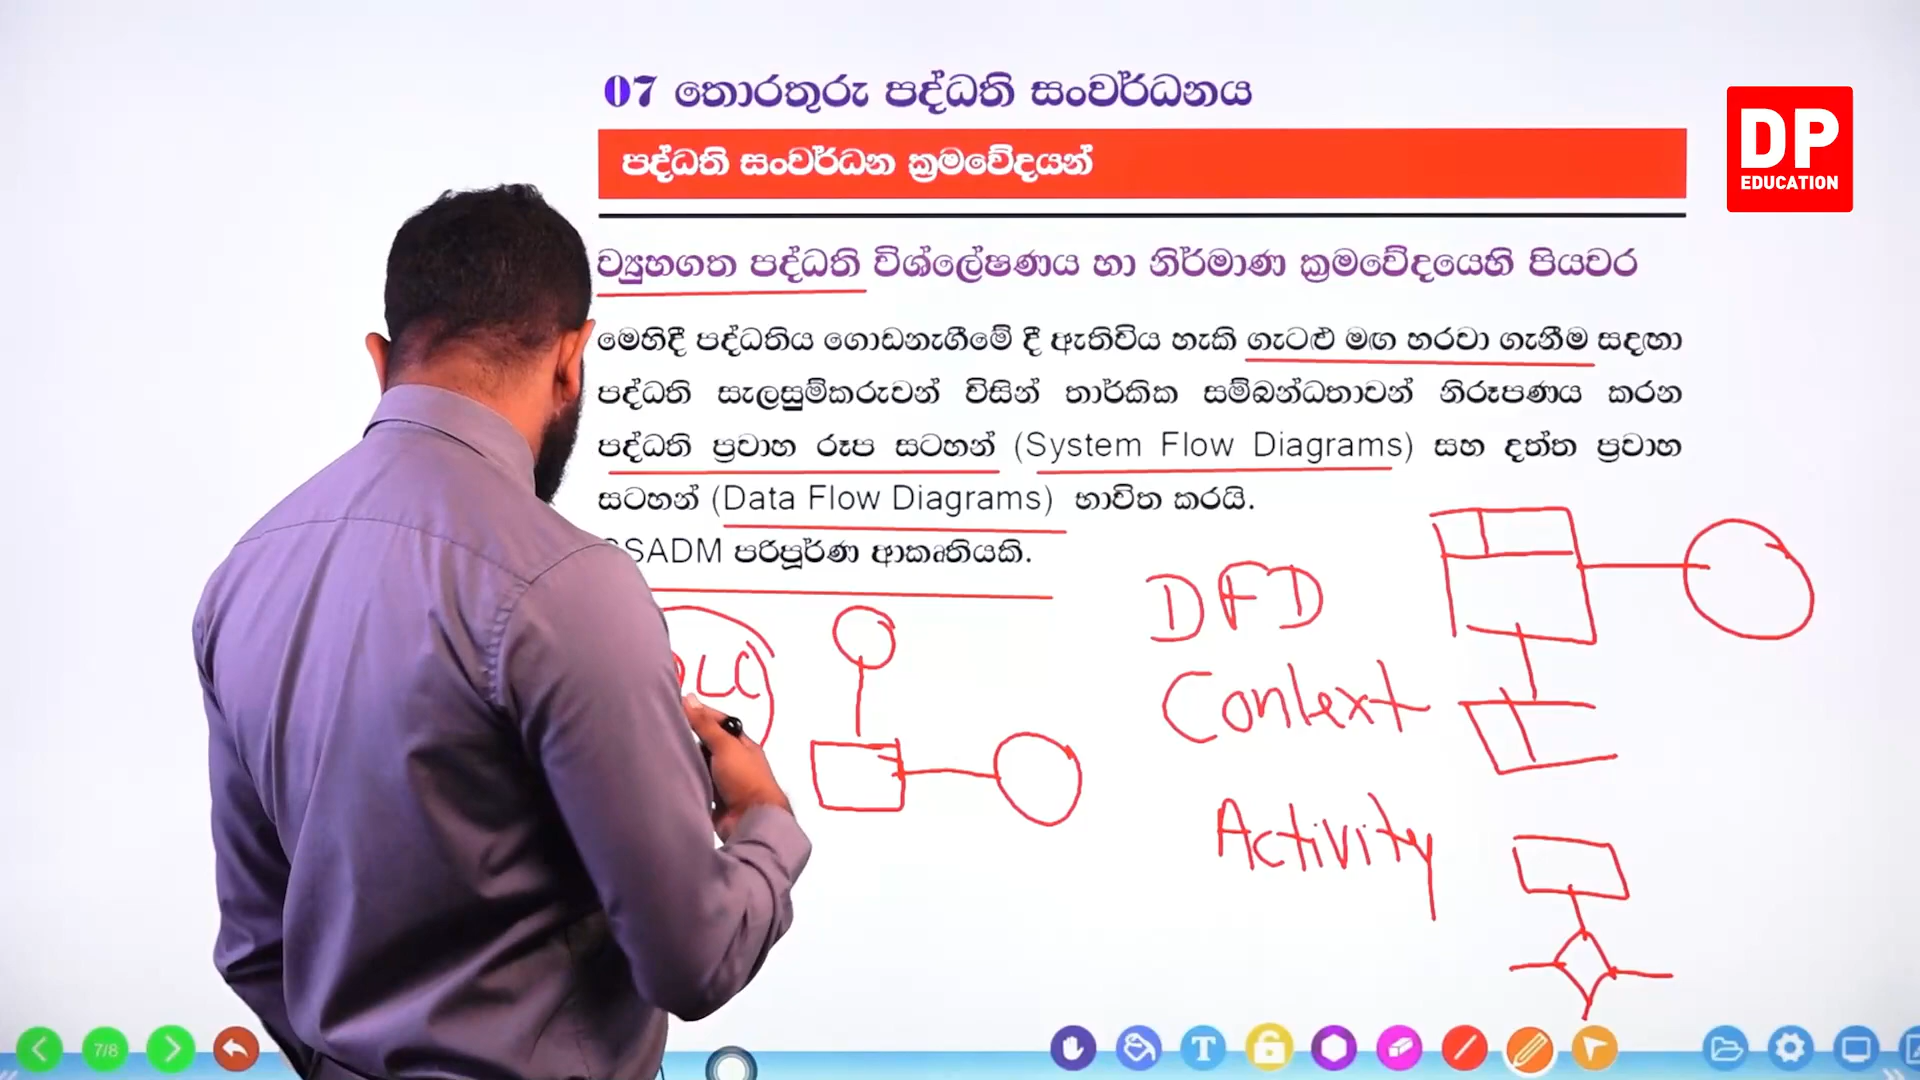 07 තොරතුරු පද්ධති සංවර්ධනය
පද්ධති සංවර්ධන ක්‍රමවේදයන්
DP
EDUCATION
ව්‍යුහගත පද්ධති විශ්ලේෂණය හා නිර්මාණ ක්‍රමවේදයෙහි පියවර
මෙහිදී පද්ධතිය ගොඩනැගීමේ දී ඇතිවිය හැකි ගැටළු මඟ හරවා ගැනීම සඳහා
පද්ධති සැලසුම්කරුවන් විසින් තාර්කික සම්බන්ධතාවන් නිරූපණය කරන
පද්ධති ප්‍රවාහ රූප සටහන් (System Flow Diagrams) සහ දත්ත ප්‍රවාහ
සටහන් (Data Flow Diagrams) භාවිත කරයි.
SSADM පරිපූර්ණ ආකෘතියකි.
DFD
DLC
Context
Activity
7/8